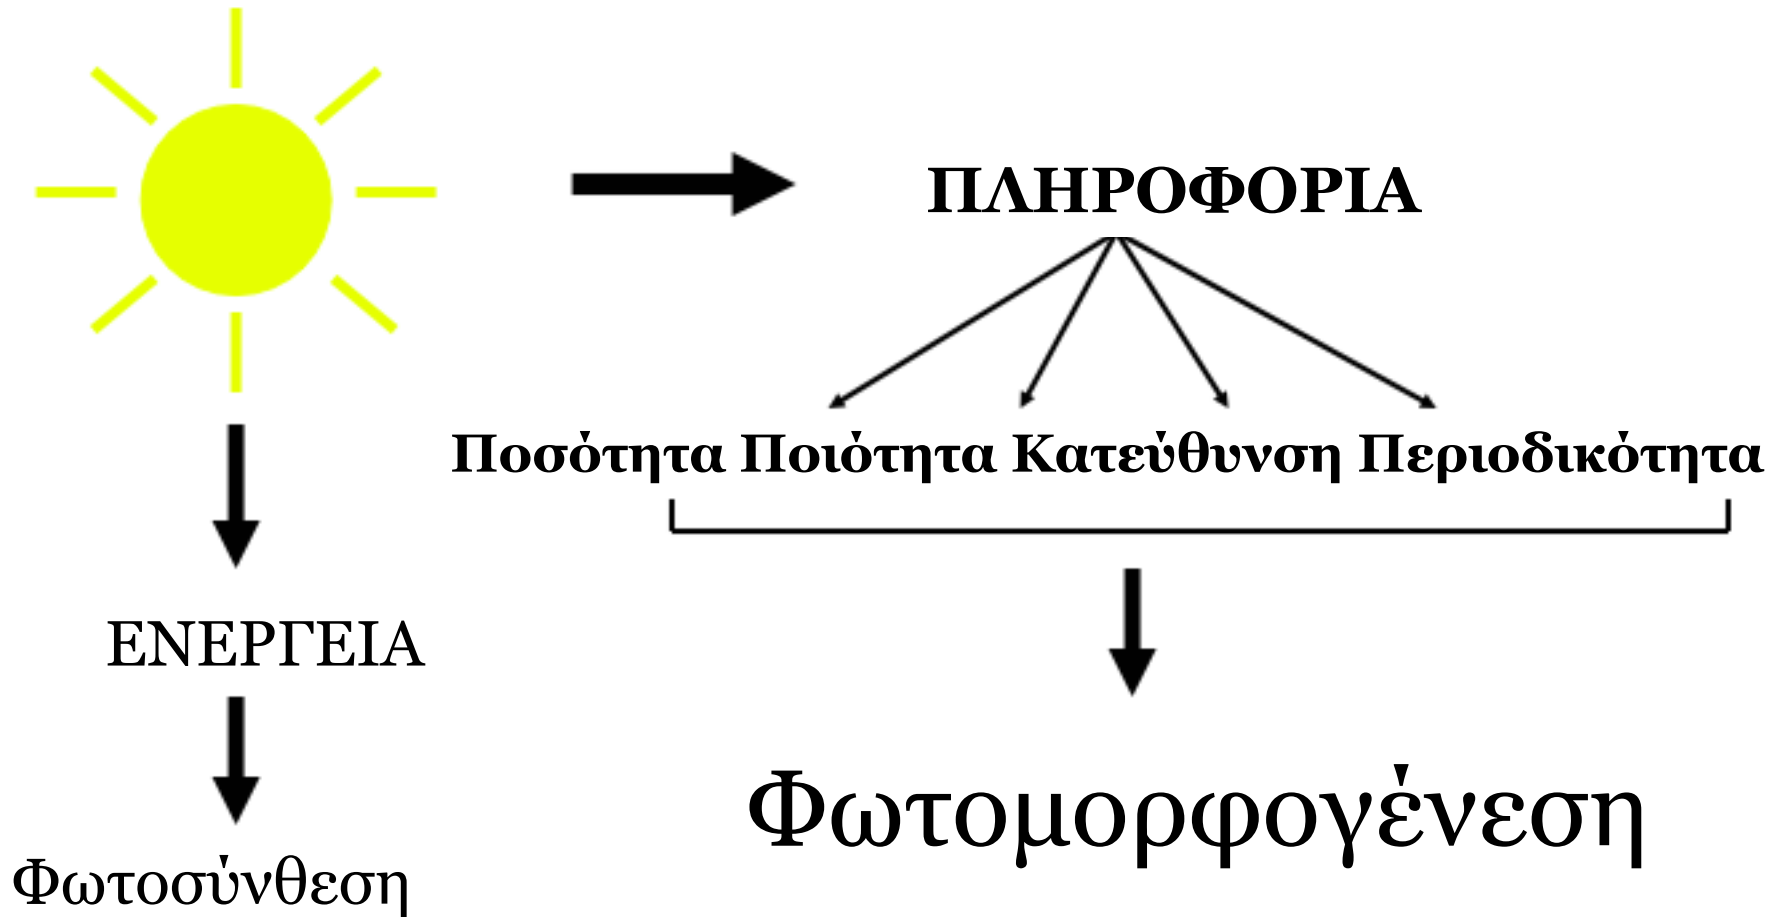 ΠΛΗΡΟΦΟΡΙΑ
Ποσότητα Ποιότητα Κατεύθυνση Περιοδικότητα
ΕΝΕΡΓΕΙΑ
Φωτομορφογένεση
Φωτοσύνθεση